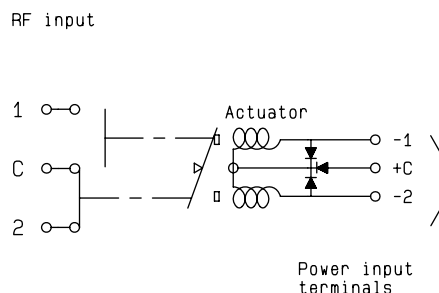 RF input
1
Actuator
-1
C
+C
-2
2
Power input
terminals